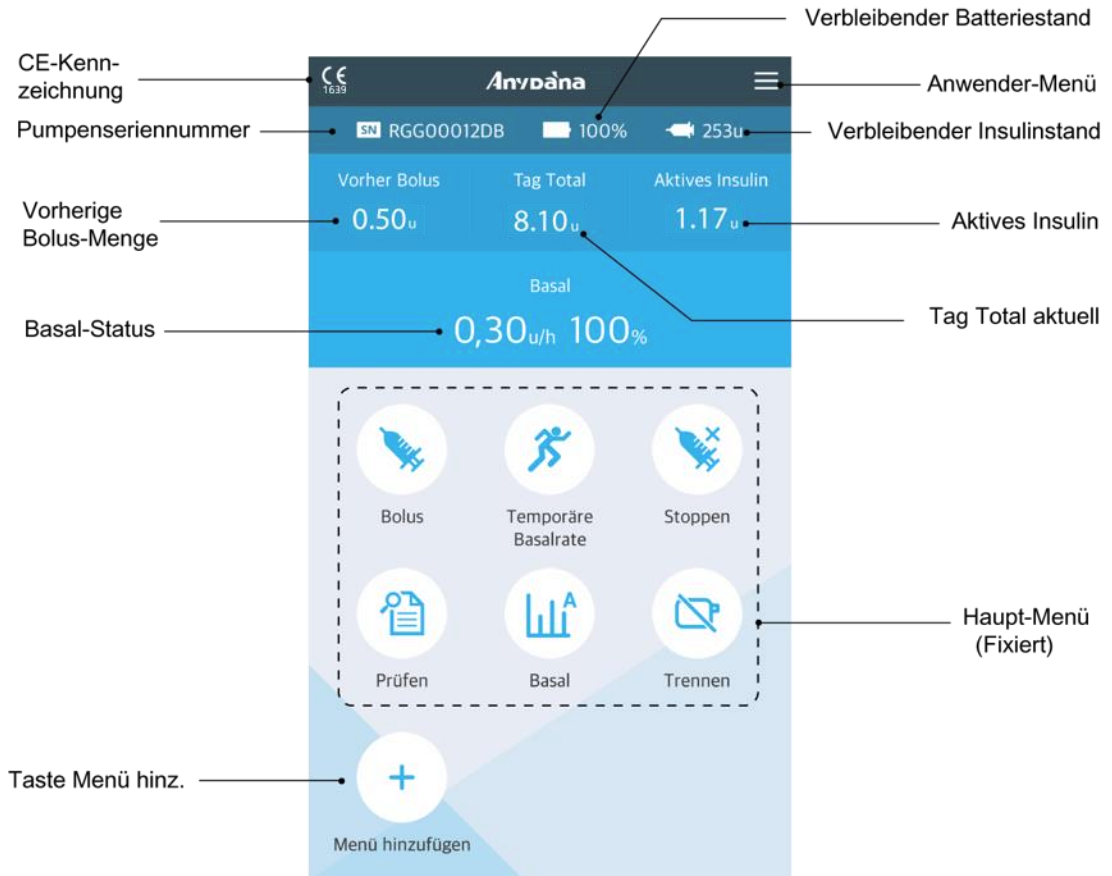 Verbleibender Batteriestand
CE-Kenn-
zeichnung
CE
1639
AnyDàna
Anwender-Menü
Pumpenseriennummer
SN RGG00012DB
100%
253u
Verbleibender Insulinstand
Vorher Bolus
Tag Total
Aktives Insulin
Vorherige
Bolus-Menge
0.50u
8.10u
1.17u
Aktives Insulin
Basal
Basal-Status
0,30u/h 100%
Tag Total aktuell
Bolus
Temporäre
Basalrate
Stoppen
A
Haupt-Menü
(Fixiert)
Prüfen
Basal
Trennen
Taste Menü hinz.
+
Menü hinzufügen